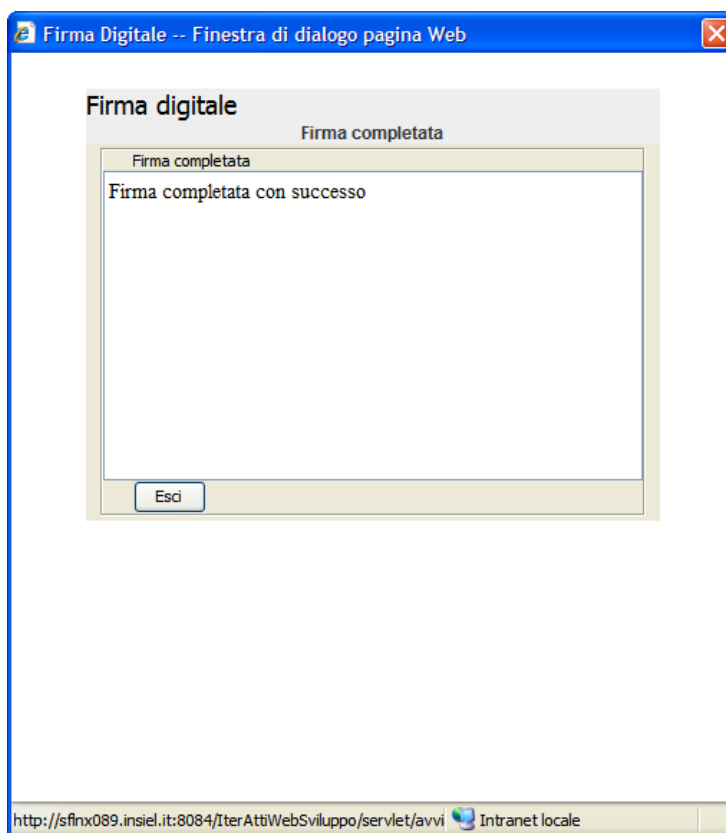 Firma Digitale -- Finestra di dialogo pagina Web
Firma digitale
Firma completata
Firma completata
Firma completata con successo
Esci
http://sflnx089.insiel.it:8084/IterAttiWebSviluppo/servlet/avvi Intranet locale